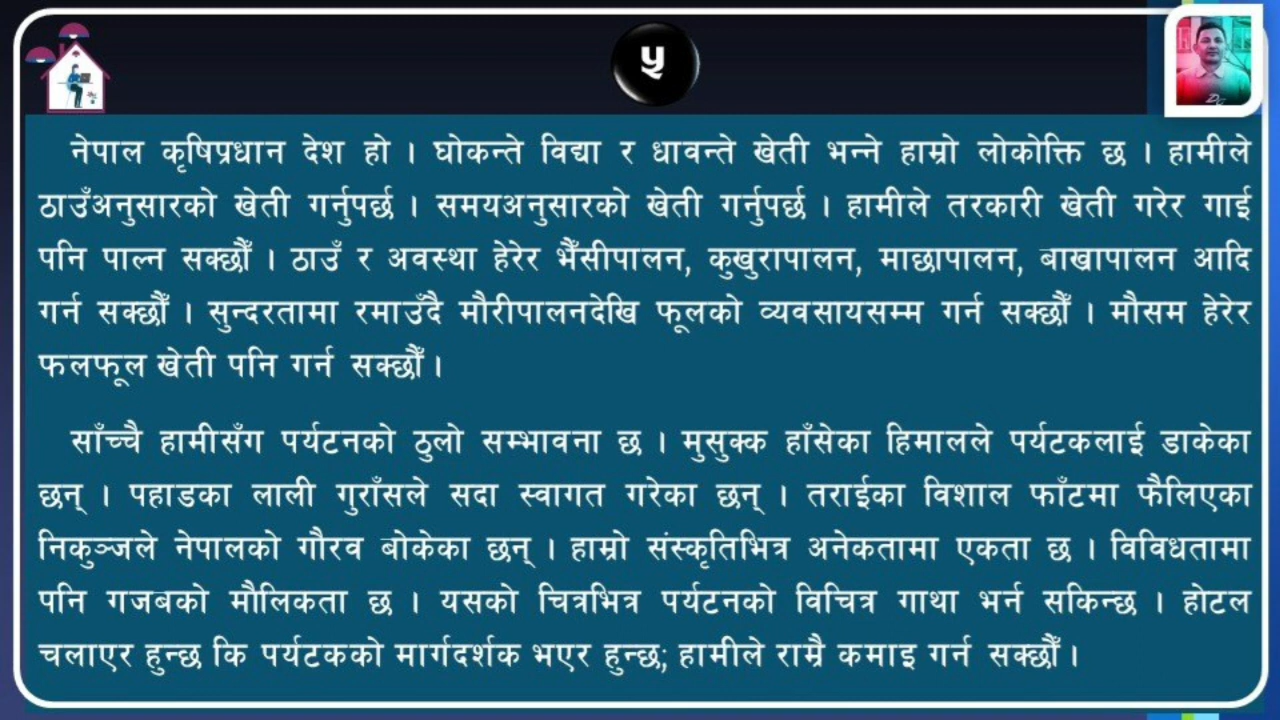 ५
नेपाल कृषिप्रधान देश हो । घोकन्ते विद्या र धावन्ते खेती भन्ने हाम्रो लोकोक्ति छ । हामीले
ठाउँअनुसारको खेती गर्नुपर्छ । समयअनुसारको खेती गर्नुपर्छ । हामीले तरकारी खेती गरेर गाई
पनि पाल्न सक्छौँ । ठाउँ र अवस्था हेरेर भैँसीपालन, कुखुरापालन, माछापालन, बाख्रापालन आदि
गर्न सक्छौँ । सुन्दरतामा रमाउँदै मौरीपालनदेखि फूलको व्यवसायसम्म गर्न सक्छौँ । मौसम हेरेर
फलफूल खेती पनि गर्न सक्छौँ ।
साँच्चै हामीसँग पर्यटनको ठुलो सम्भावना छ । मुसुक्क हाँसेका हिमालले पर्यटकलाई डाकेका
छन् । पहाडका लाली गुराँसले सदा स्वागत गरेका छन् । तराईका विशाल फाँटमा फैलिएका
निकुञ्जले नेपालको गौरव बोकेका छन् । हाम्रो संस्कृतिभित्र अनेकतामा एकता छ । विविधतामा
पनि गजबको मौलिकता छ । यसको चित्रभित्र पर्यटनको विचित्र गाथा भर्न सकिन्छ । होटल
चलाएर हुन्छ कि पर्यटकको मार्गदर्शक भएर हुन्छ; हामीले राम्रै कमाइ गर्न सक्छौँ ।